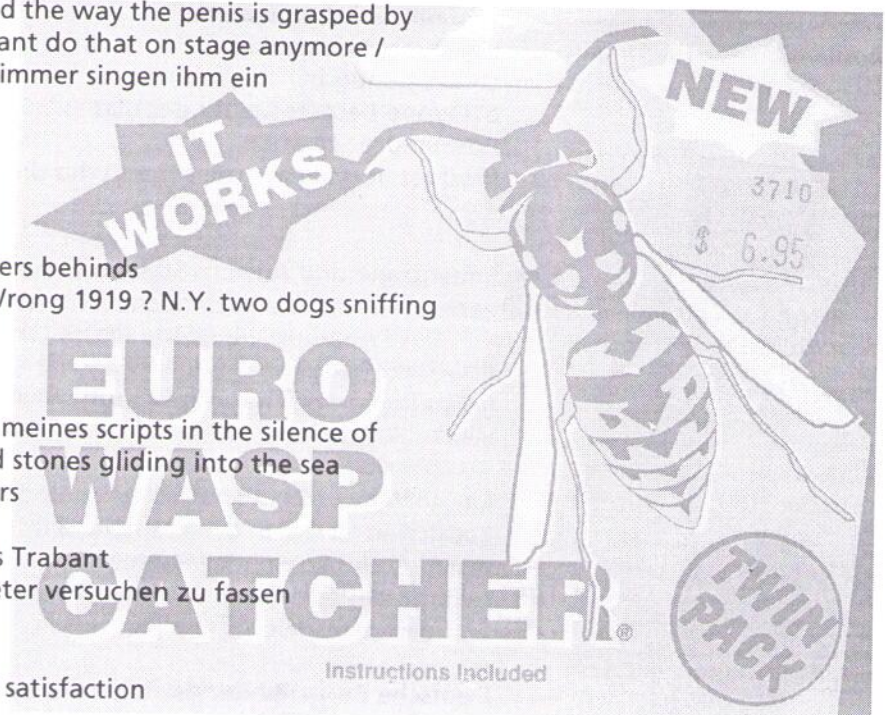 d the way the penis is grasped by
ant do that on stage anymore /
immer singen ihm ein
NEW
IT
WORKS
3710
$ 6.95
ers behinds
Vrong 1919 ? N.Y. two dogs sniffing
EURO
meines scripts in the silence of
d stones gliding into the sea
WASP
rs
s Trabant
eter versuchen zu fassen
CATCHER®
TWIN
PACK
Instructions Included
satisfaction